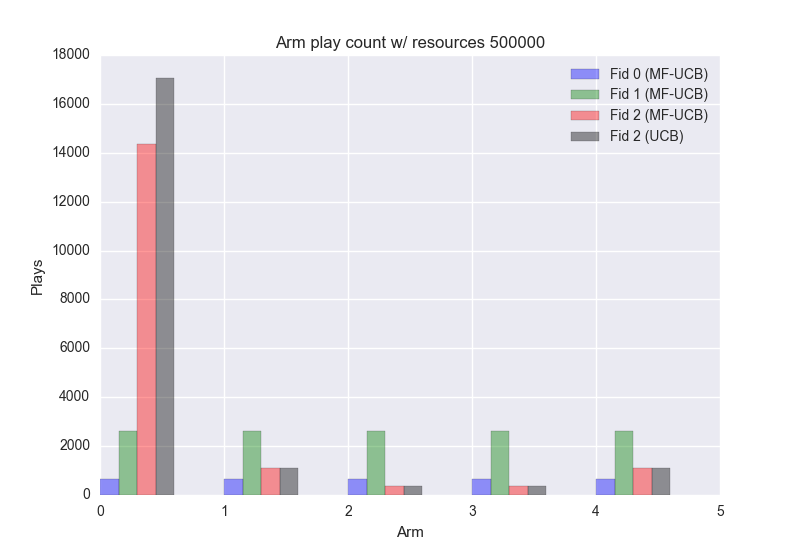 Arm play count w/ resources 500000
18000
16000
14000
12000
10000
8000
6000
4000
2000
0
Plays
Fid 0 (MF-UCB)
Fid 1 (MF-UCB)
Fid 2 (MF-UCB)
Fid 2 (UCB)
0 1 2 3 4 5
Arm